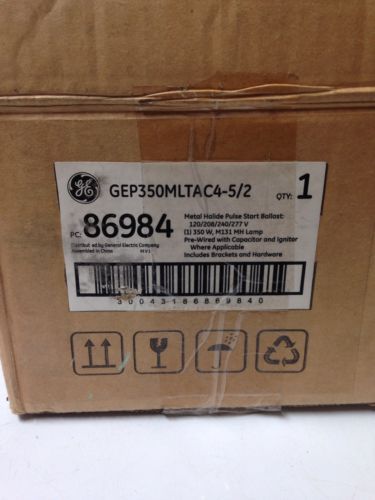 GE GEP350MLTAC4-5/2 QTY: 1
PC: 86984
Metal Halide Pulse Start Ballast:
120/208/240/277 V
(1) 350 W, M131 MH Lamp
Pre-Wired with Capacitor and Ignitor
Where Applicable
Includes Brackets and Hardware
Distributed by General Electric Company
Assembled in China
30043186869840